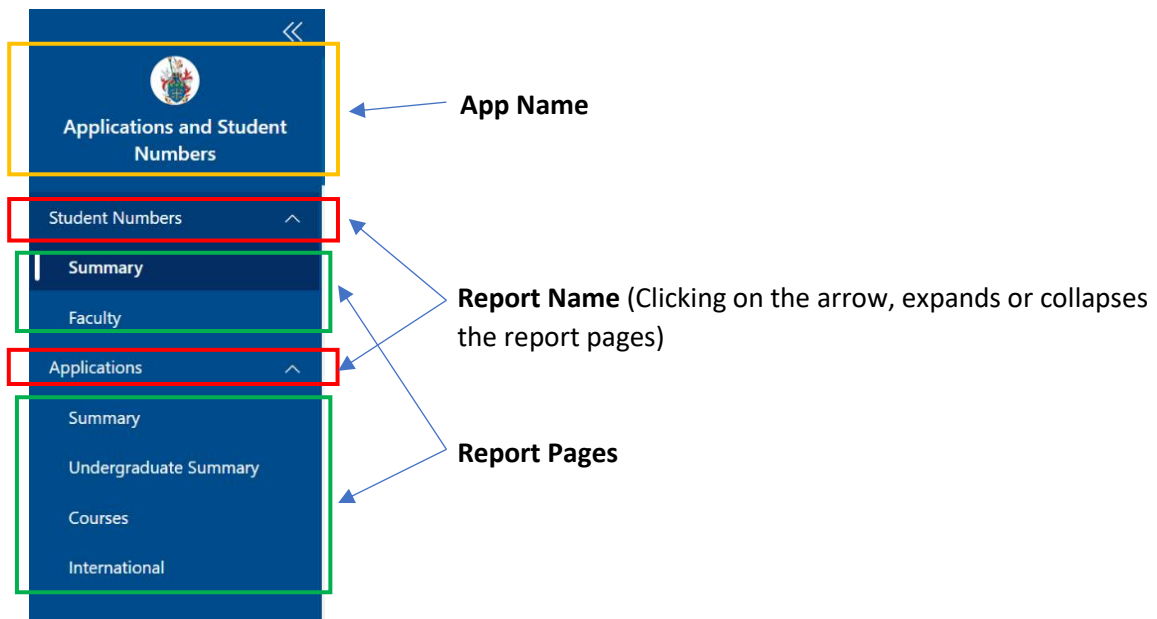 Applications and Student
Numbers
Student Numbers
Summary
Faculty
Applications
Summary
Undergraduate Summary
Courses
International
App Name
Report Name (Clicking on the arrow, expands or collapses
the report pages)
Report Pages